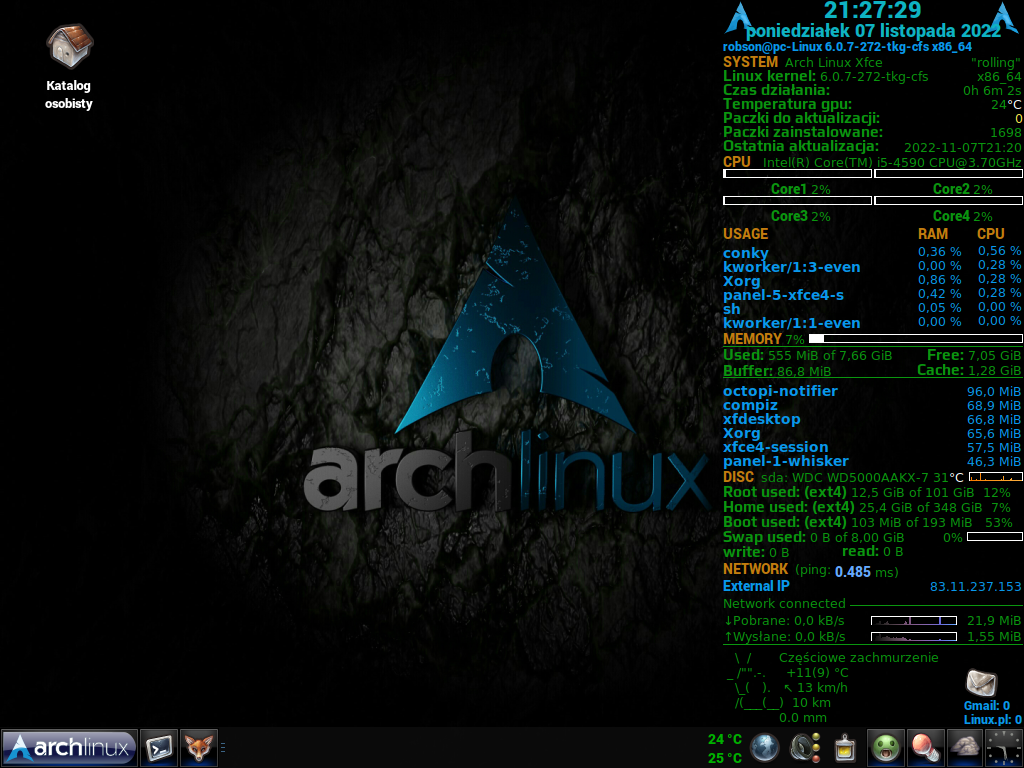 Katalog
osobisty
archlinux
21:27:29
poniedziałek 07 listopada 2022
robson@pc-Linux 6.0.7-272-tkg-cfs x86_64
SYSTEM Arch Linux Xfce "rolling"
Linux kernel: 6.0.7-272-tkg-cfs x86_64
Czas działania: 0h 6m 2s
Temperatura gpu: 24°C
Paczki do aktualizacji: 0
Paczki zainstalowane: 1698
Ostatnia aktualizacja: 2022-11-07T21:20
CPU Intel(R) Core(TM) i5-4590 CPU@3.70GHz
Core1 2% Core2 2%
Core3 2% Core4 2%
USAGE RAM CPU
conky 0,36 % 0,56 %
kworker/1:3-even 0,00 % 0,28 %
Xorg 0,86 % 0,28 %
panel-5-xfce4-s 0,42 % 0,28 %
sh 0,05 % 0,00 %
kworker/1:1-even 0,00 % 0,00 %
MEMORY 7%
Used: 555 MiB of 7,66 GiB Free: 7,05 GiB
Buffer: 86,8 MiB Cache: 1,28 GiB
octopi-notifier 96,0 MiB
compiz 68,9 MiB
xfdesktop 66,8 MiB
Xorg 65,6 MiB
xfce4-session 57,5 MiB
panel-1-whisker 46,3 MiB
DISC sda: WDC WD5000AAKX-7 31°C
Root used: (ext4) 12,5 GiB of 101 GiB 12%
Home used: (ext4) 25,4 GiB of 348 GiB 7%
Boot used: (ext4) 103 MiB of 193 MiB 53%
Swap used: 0 B of 8,00 GiB 0%
write: 0 B read: 0 B
NETWORK (ping: 0.485 ms)
External IP 83.11.237.153
Network connected
↓Pobrane: 0,0 kB/s 21,9 MiB
↑Wysłane: 0,0 kB/s 1,55 MiB
\ / Częściowe zachmurzenie
_ /"".-. +11(9) °C
\_( ). ↖ 13 km/h
/(___(__) 10 km
0.0 mm
Gmail: 0
Linux.pl: 0
archlinux
24 °C
25 °C